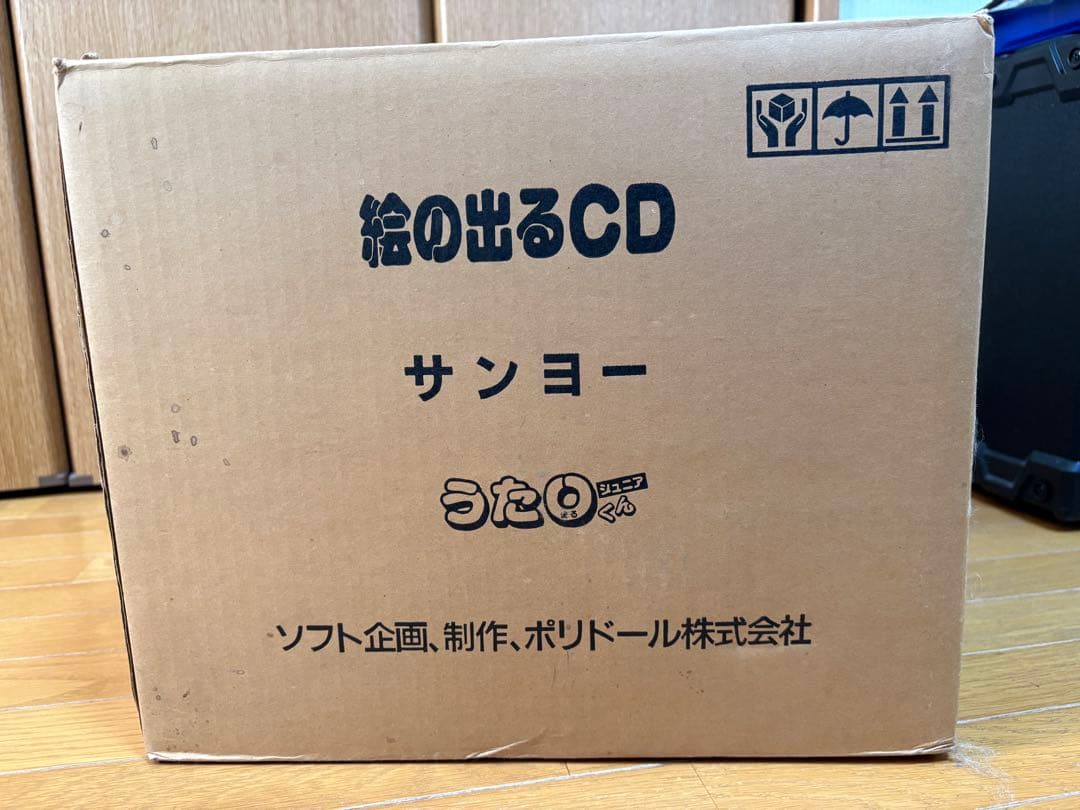 絵の出るCD
サンヨー
うた
ジュニア
くん
ソフト企画、制作、ポリドール株式会社